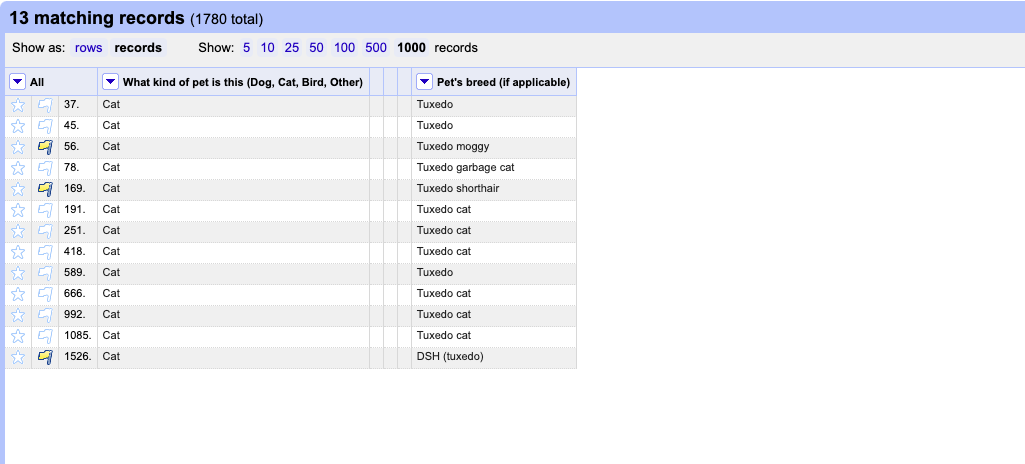 13 matching records (1780 total)
Show as: rows records Show: 5 10 25 50 100 500 1000 records
All What kind of pet is this (Dog, Cat, Bird, Other) Pet's breed (if applicable)
37. Cat Tuxedo
45. Cat Tuxedo
56. Cat Tuxedo moggy
78. Cat Tuxedo garbage cat
169. Cat Tuxedo shorthair
191. Cat Tuxedo cat
251. Cat Tuxedo cat
418. Cat Tuxedo cat
589. Cat Tuxedo
666. Cat Tuxedo cat
992. Cat Tuxedo cat
1085. Cat Tuxedo cat
1526. Cat DSH (tuxedo)